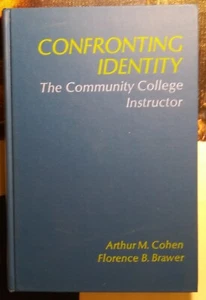 CONFRONTING
IDENTITY
The Community College
Instructor
Arthur M. Cohen
Florence B. Brawer